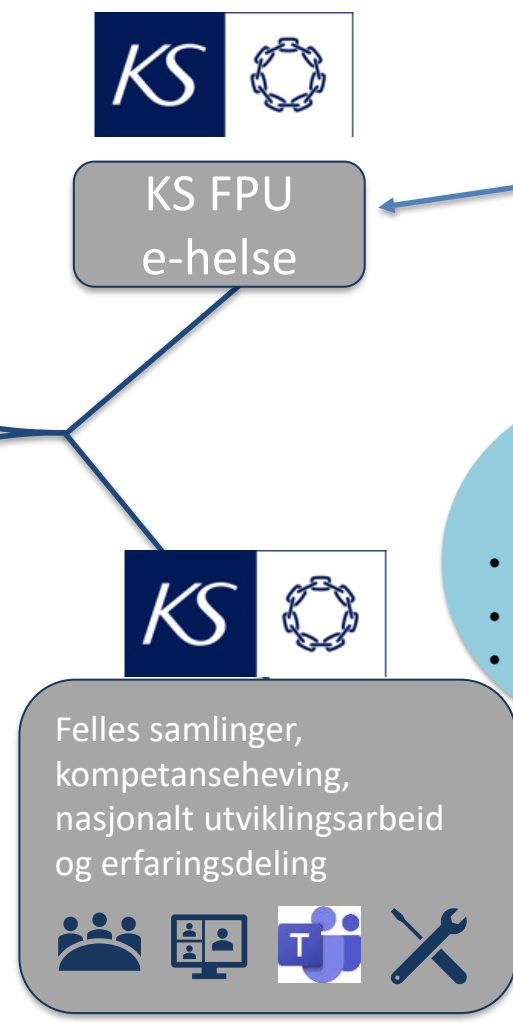 KS
KS FPU
e-helse
KS
Felles samlinger,
kompetanseheving,
nasjonalt utviklingsarbeid
og erfaringsdeling
T